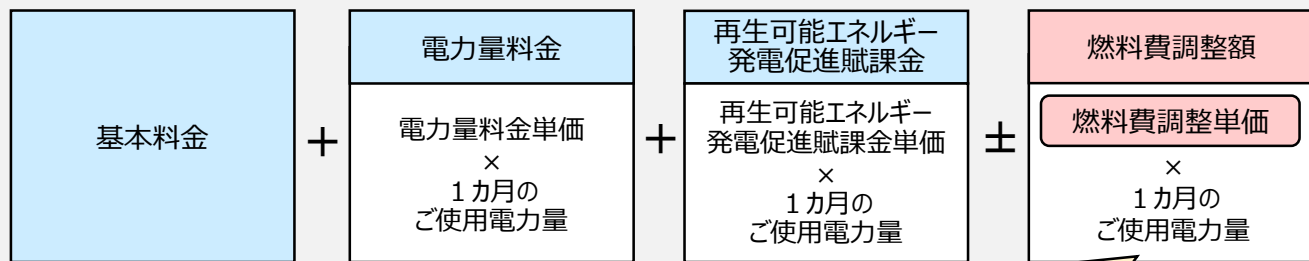 基本料金
+
電力量料金
電力量料金単価
×
1カ月の
ご使用電力量
+
再生可能エネルギー
発電促進賦課金
再生可能エネルギー
発電促進賦課金単価
×
1カ月の
ご使用電力量
±
燃料費調整額
燃料費調整単価
×
1カ月の
ご使用電力量